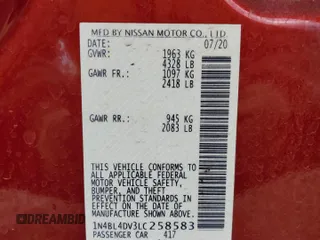 MFD BY NISSAN MOTOR CO., LTD
DATE: 07/20
GVWR: 1963 KG
4328 LB
GAWR FR: 1097 KG
2418 LB
GAWR RR: 945 KG
2083 LB
THIS VEHICLE CONFORMS TO
ALL APPLICABLE FEDERAL
MOTOR VEHICLE SAFETY,
BUMPER, AND THEFT
PREVENTION STANDARDS
IN EFFECT ON THE DATE
OF MANUFACTURE SHOWN
ABOVE.
1N4BL4DV3LC258583
PASSENGER CAR 417
DREAMBID